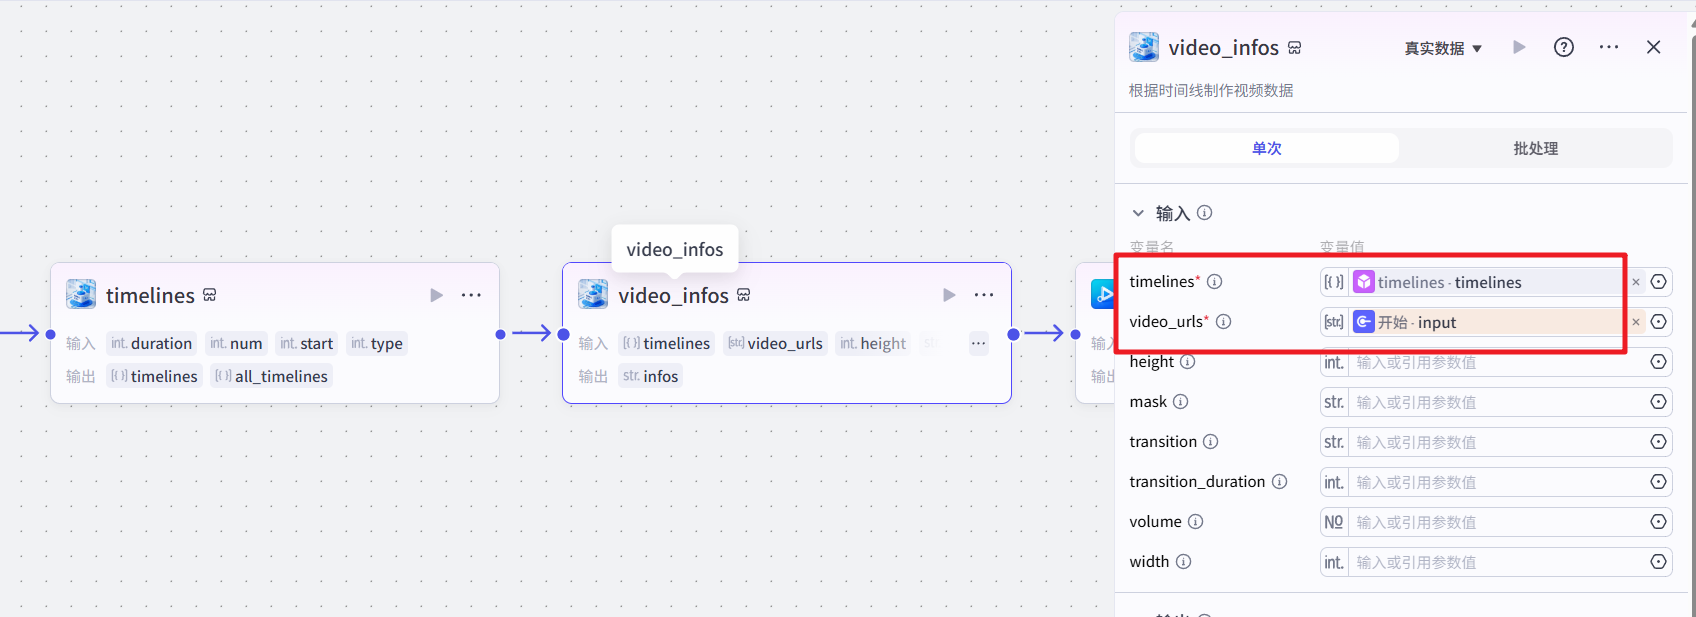 timelines
输入 int. duration int. num int. start int. type
输出 [{}] timelines [{}] all_timelines
video_infos
video_infos
输入 [{}] timelines [str] video_urls int. height ...
输出 str. infos
输入
输出
video_infos 真实数据
根据时间线制作视频数据
单次 批处理
输入
变量名 变量值
timelines* [{}] timelines · timelines ×
video_urls* [str] 开始 · input ×
height int. 输入或引用参数值
mask str. 输入或引用参数值
transition str. 输入或引用参数值
transition_duration int. 输入或引用参数值
volume № 输入或引用参数值
width int. 输入或引用参数值